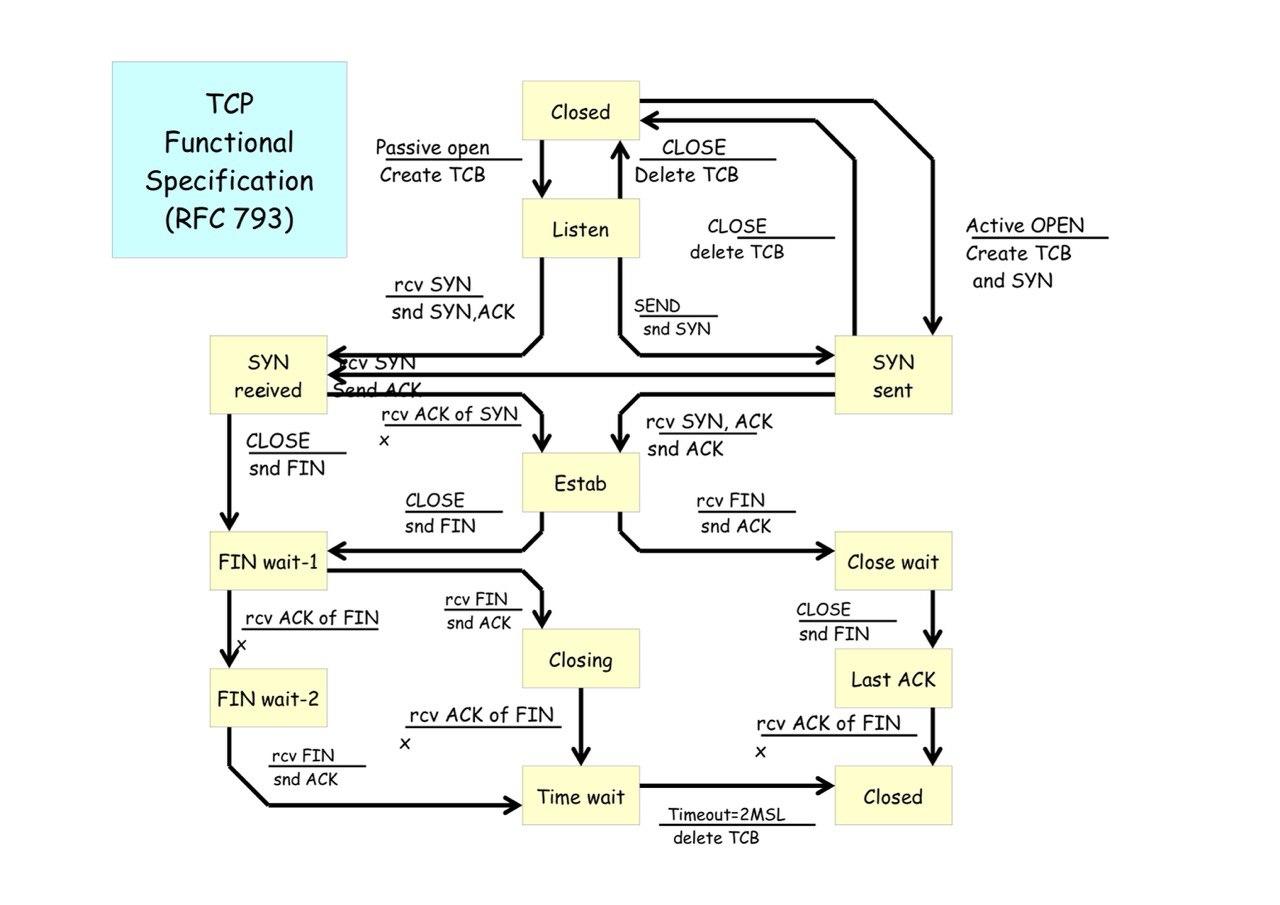 TCP
Functional
Specification
(RFC 793)
Closed
Passive open
Create TCB
CLOSE
Delete TCB
Listen
CLOSE
delete TCB
Active OPEN
Create TCB
and SYN
rcv SYN
snd SYN,ACK
SEND
snd SYN
SYN
reeived
rcv SYN
Send ACK
SYN
sent
rcv ACK of SYN
x
rcv SYN, ACK
snd ACK
CLOSE
snd FIN
Estab
CLOSE
snd FIN
rcv FIN
snd ACK
FIN wait-1
Close wait
rcv ACK of FIN
x
rcv FIN
snd ACK
CLOSE
snd FIN
Closing
Last ACK
FIN wait-2
rcv ACK of FIN
x
rcv ACK of FIN
x
rcv FIN
snd ACK
Time wait
Closed
Timeout=2MSL
delete TCB